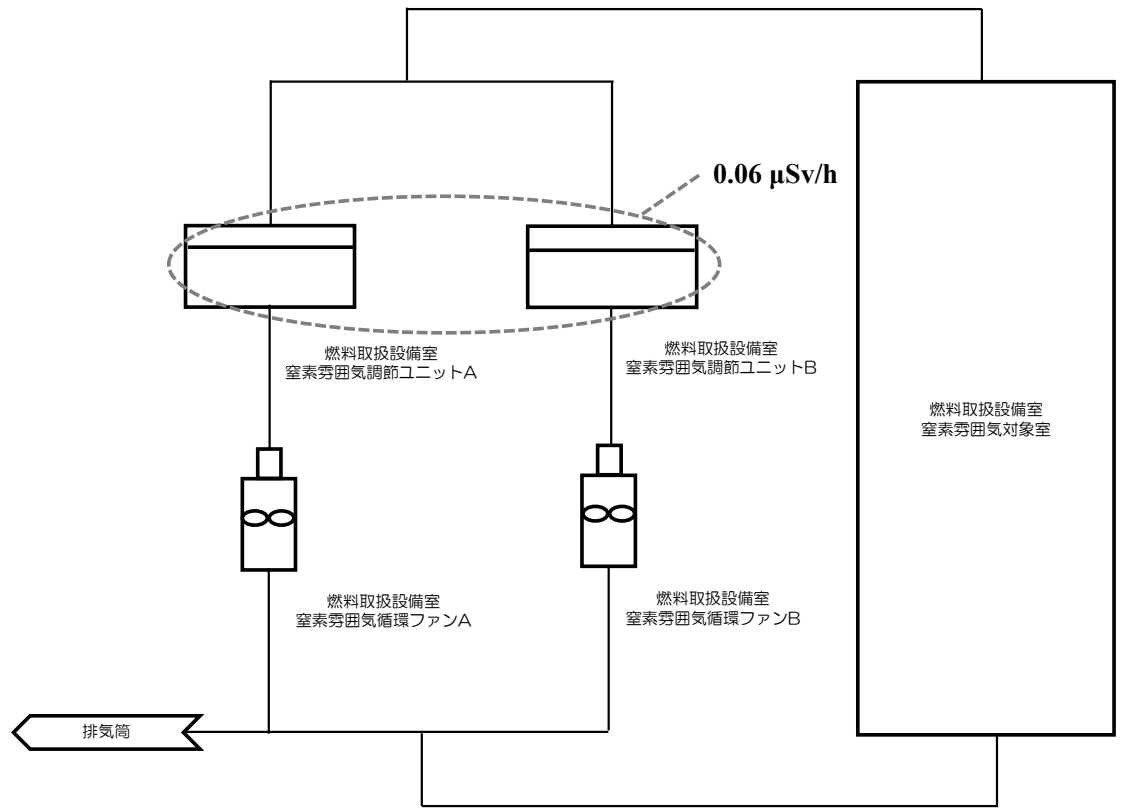 0.06 μSv/h
燃料取扱設備室
窒素雰囲気調節ユニットA
燃料取扱設備室
窒素雰囲気調節ユニットB
燃料取扱設備室
窒素雰囲気対象室
燃料取扱設備室
窒素雰囲気循環ファンA
燃料取扱設備室
窒素雰囲気循環ファンB
排気筒